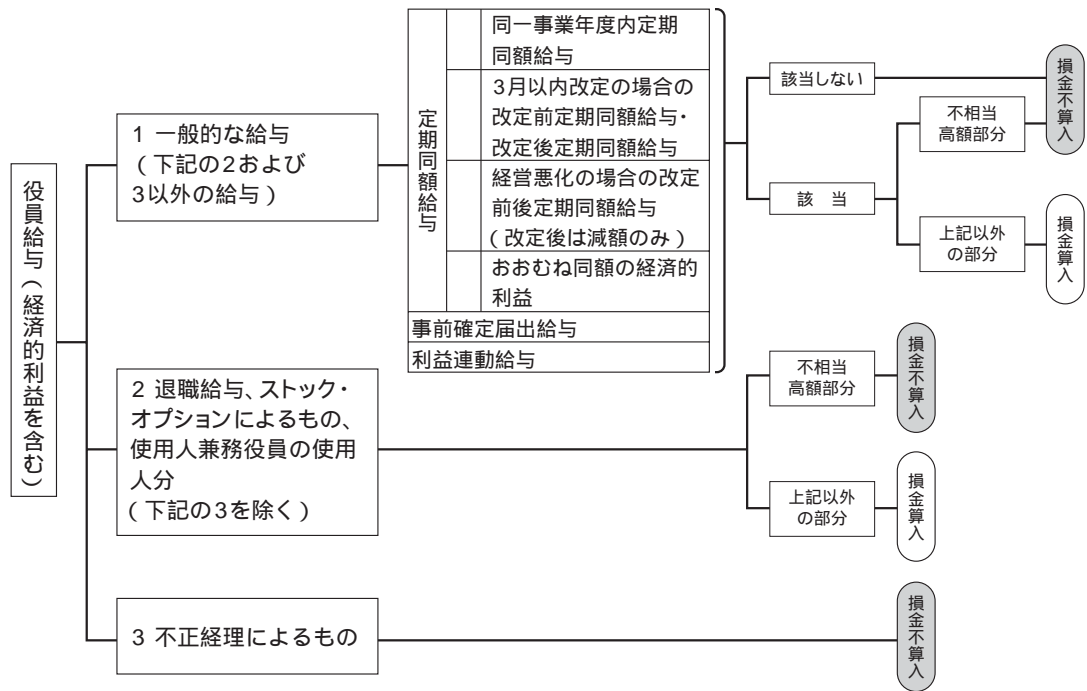 役員給与（経済的利益を含む）
1 一般的な給与
（下記の2および
3以外の給与）
定期同額給与
同一事業年度内定期
同額給与
3月以内改定の場合の
改定前定期同額給与・
改定後定期同額給与
経営悪化の場合の改定
前後定期同額給与
（改定後は減額のみ）
おおむね同額の経済的
利益
事前確定届出給与
利益連動給与
該当しない
損金不算入
該　当
不相当
高額部分
上記以外
の部分
損金算入
2 退職給与、ストック・
オプションによるもの、
使用人兼務役員の使用
人分
（下記の3を除く）
不相当
高額部分
損金不算入
上記以外
の部分
損金算入
3 不正経理によるもの
損金不算入